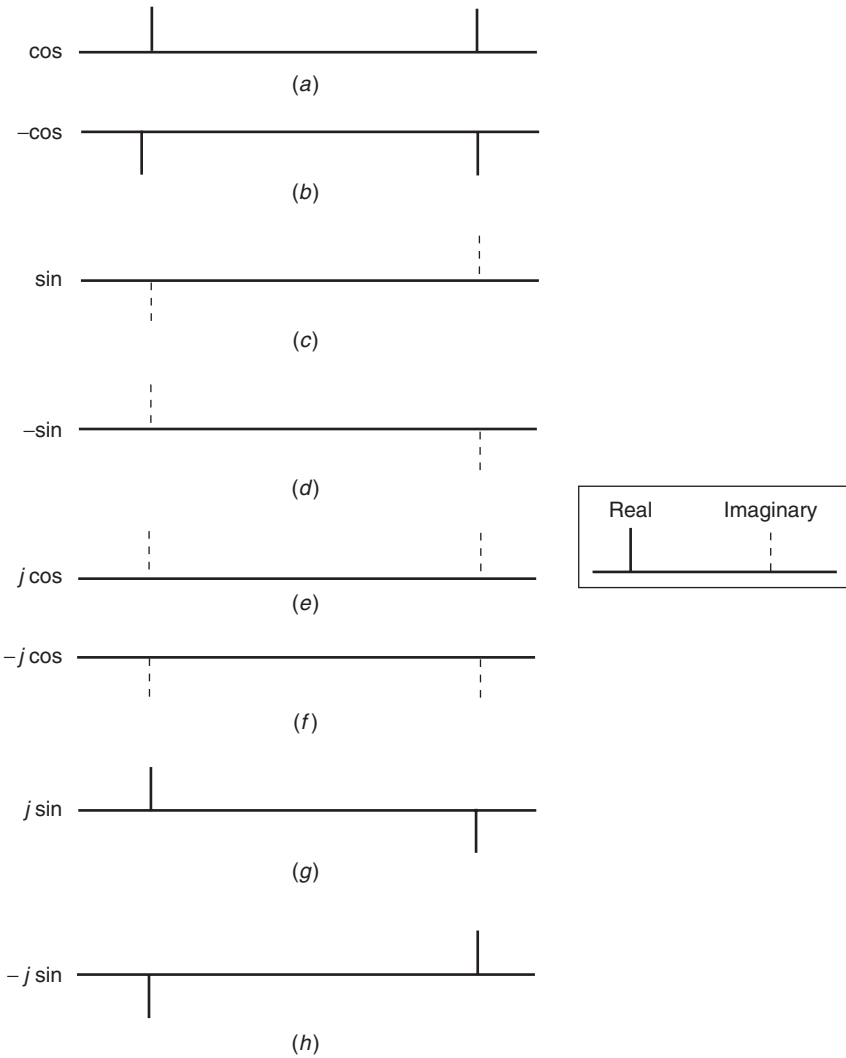 cos
(a)
–cos
(b)
sin
(c)
–sin
(d)
Real Imaginary
j cos
(e)
– j cos
(f)
j sin
(g)
– j sin
(h)